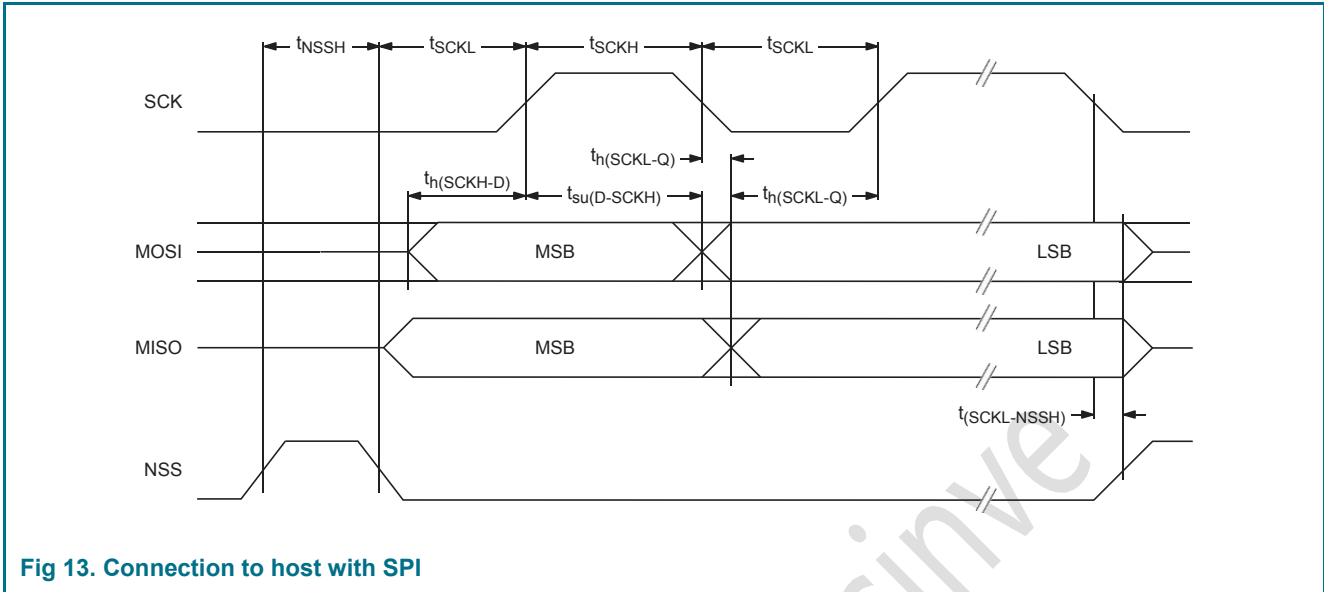 tNSSH tSCKL tSCKH tSCKL
SCK
th(SCKL-Q)
th(SCKH-D) tsu(D-SCKH) th(SCKL-Q)
MOSI MSB LSB
MISO MSB LSB
t(SCKL-NSSH)
NSS
sinve
Fig 13. Connection to host with SPI